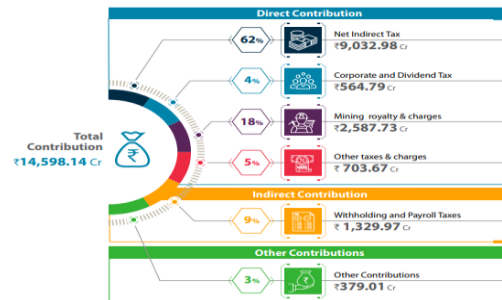 Direct Contribution
62%
Net Indirect Tax
₹9,032.98 Cr
4%
Corporate and Dividend Tax
₹564.79 Cr
Total
Contribution
₹14,598.14 Cr
₹
18%
Mining royalty & charges
₹2,587.73 Cr
5%
Other taxes & charges
₹ 703.67 Cr
Indirect Contribution
9%
Withholding and Payroll Taxes
₹ 1,329.97 Cr
Other Contributions
3%
₹
Other Contributions
₹379.01 Cr